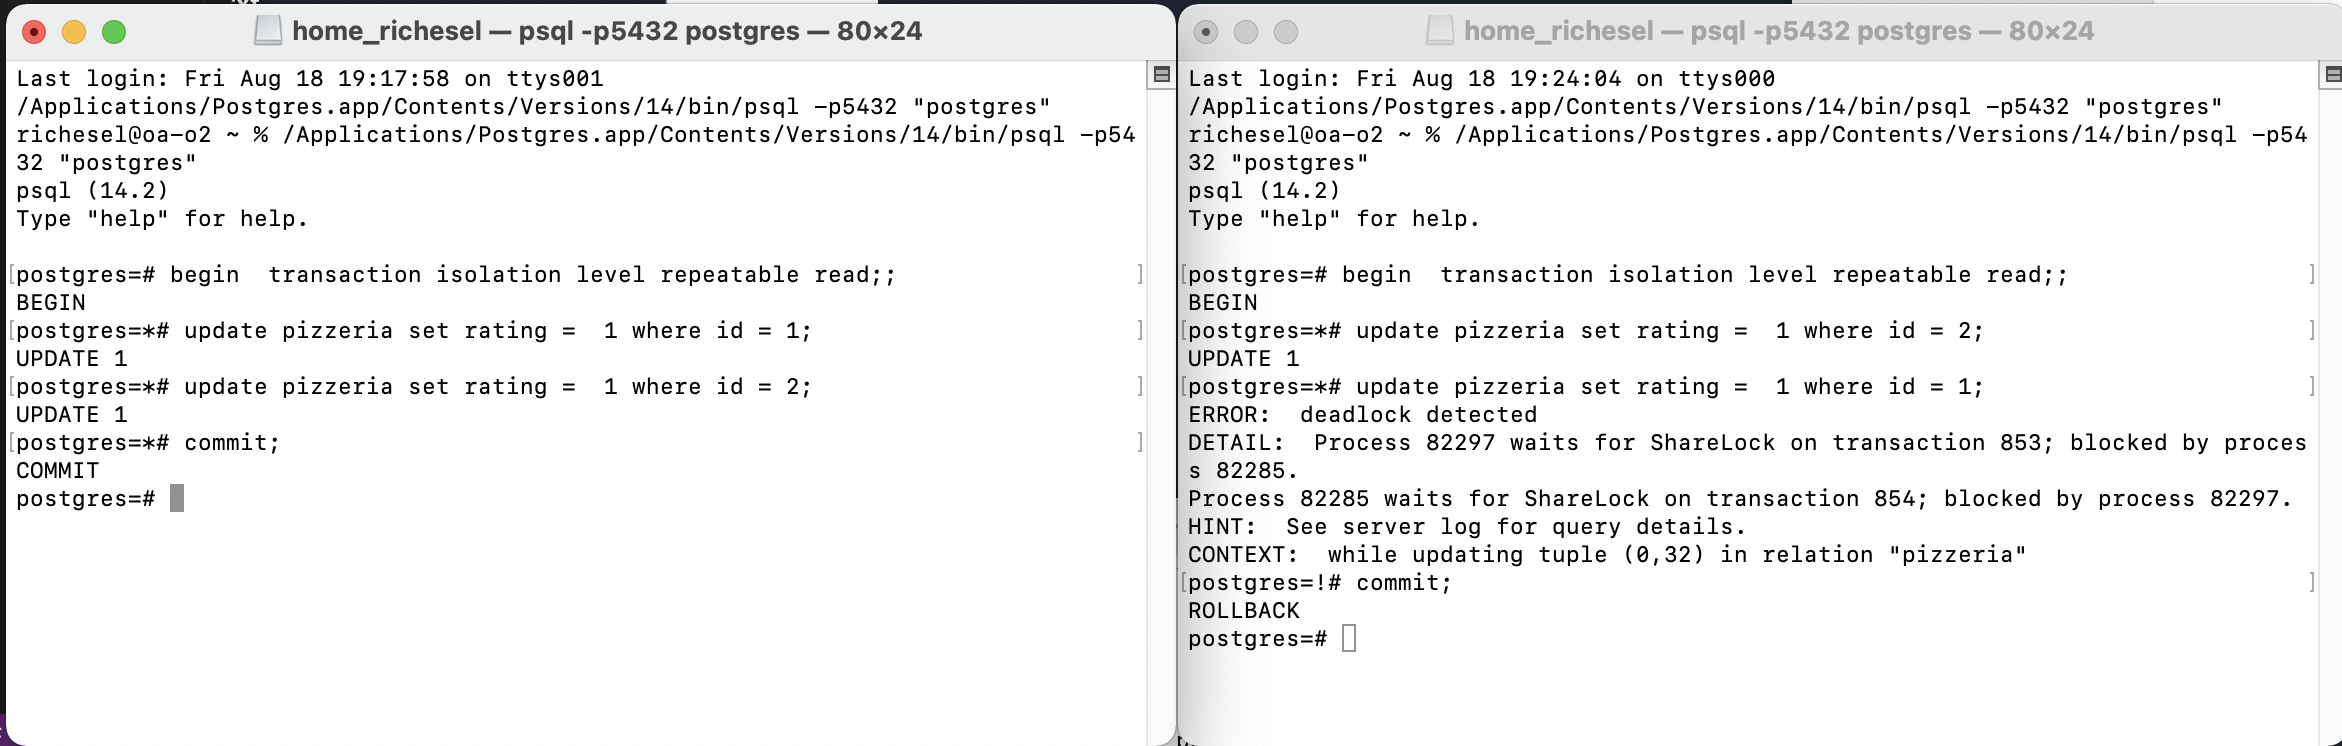 home_richesel — psql -p5432 postgres — 80×24
Last login: Fri Aug 18 19:17:58 on ttys001
/Applications/Postgres.app/Contents/Versions/14/bin/psql -p5432 "postgres"
richesel@oa-o2 ~ % /Applications/Postgres.app/Contents/Versions/14/bin/psql -p54
32 "postgres"
psql (14.2)
Type "help" for help.
[postgres=# begin  transaction isolation level repeatable read;; ]
BEGIN
[postgres=*# update pizzeria set rating =  1 where id = 1; ]
UPDATE 1
[postgres=*# update pizzeria set rating =  1 where id = 2; ]
UPDATE 1
[postgres=*# commit; ]
COMMIT
postgres=#
home_richesel — psql -p5432 postgres — 80×24
Last login: Fri Aug 18 19:24:04 on ttys000
/Applications/Postgres.app/Contents/Versions/14/bin/psql -p5432 "postgres"
richesel@oa-o2 ~ % /Applications/Postgres.app/Contents/Versions/14/bin/psql -p54
32 "postgres"
psql (14.2)
Type "help" for help.
[postgres=# begin  transaction isolation level repeatable read;; ]
BEGIN
[postgres=*# update pizzeria set rating =  1 where id = 2; ]
UPDATE 1
[postgres=*# update pizzeria set rating =  1 where id = 1; ]
ERROR:  deadlock detected
DETAIL:  Process 82297 waits for ShareLock on transaction 853; blocked by proces
s 82285.
Process 82285 waits for ShareLock on transaction 854; blocked by process 82297.
HINT:  See server log for query details.
CONTEXT:  while updating tuple (0,32) in relation "pizzeria"
[postgres=!# commit; ]
ROLLBACK
postgres=#